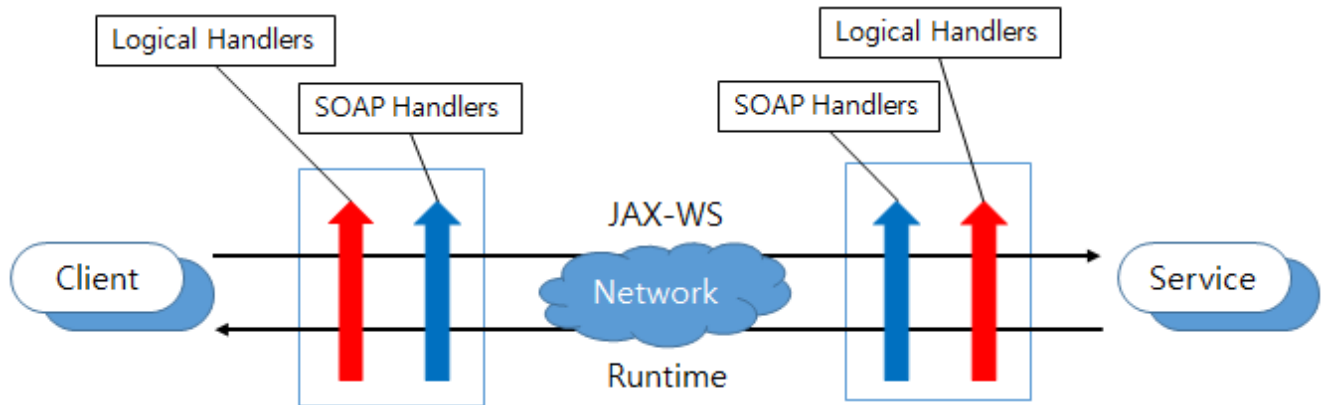 Logical Handlers
Logical Handlers
SOAP Handlers
SOAP Handlers
JAX-WS
Client
Network
Service
Runtime